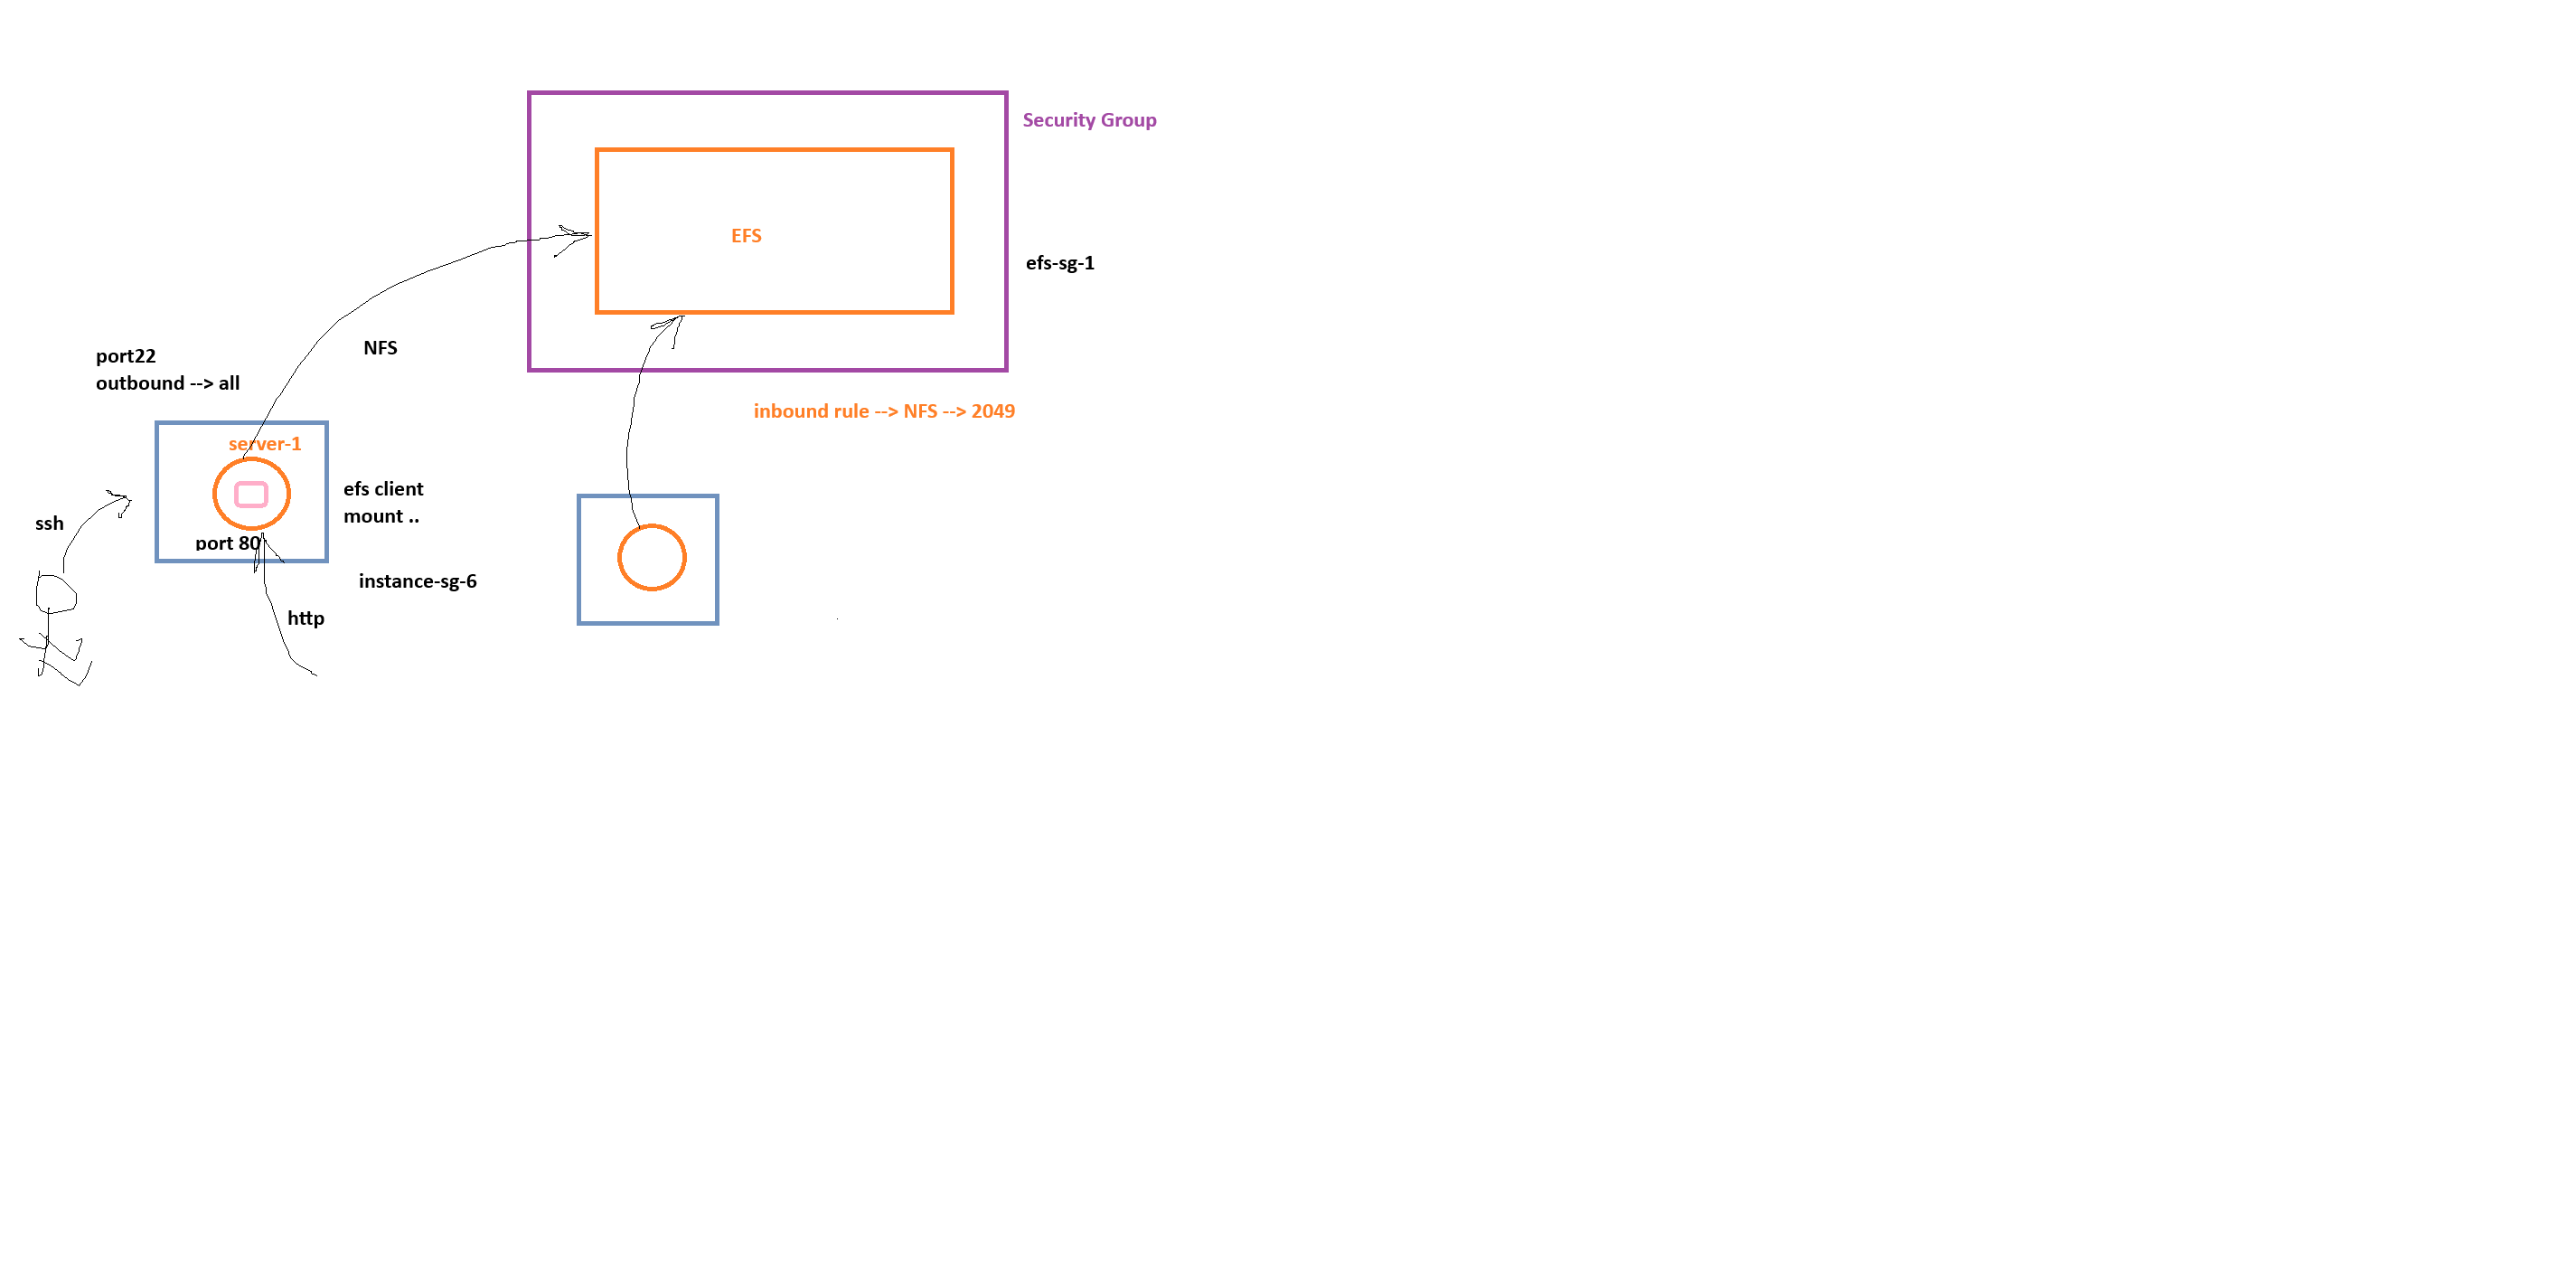 Security Group
EFS
efs-sg-1
NFS
port22
outbound --> all
inbound rule --> NFS --> 2049
server-1
efs client
mount ..
ssh
port 80
instance-sg-6
http